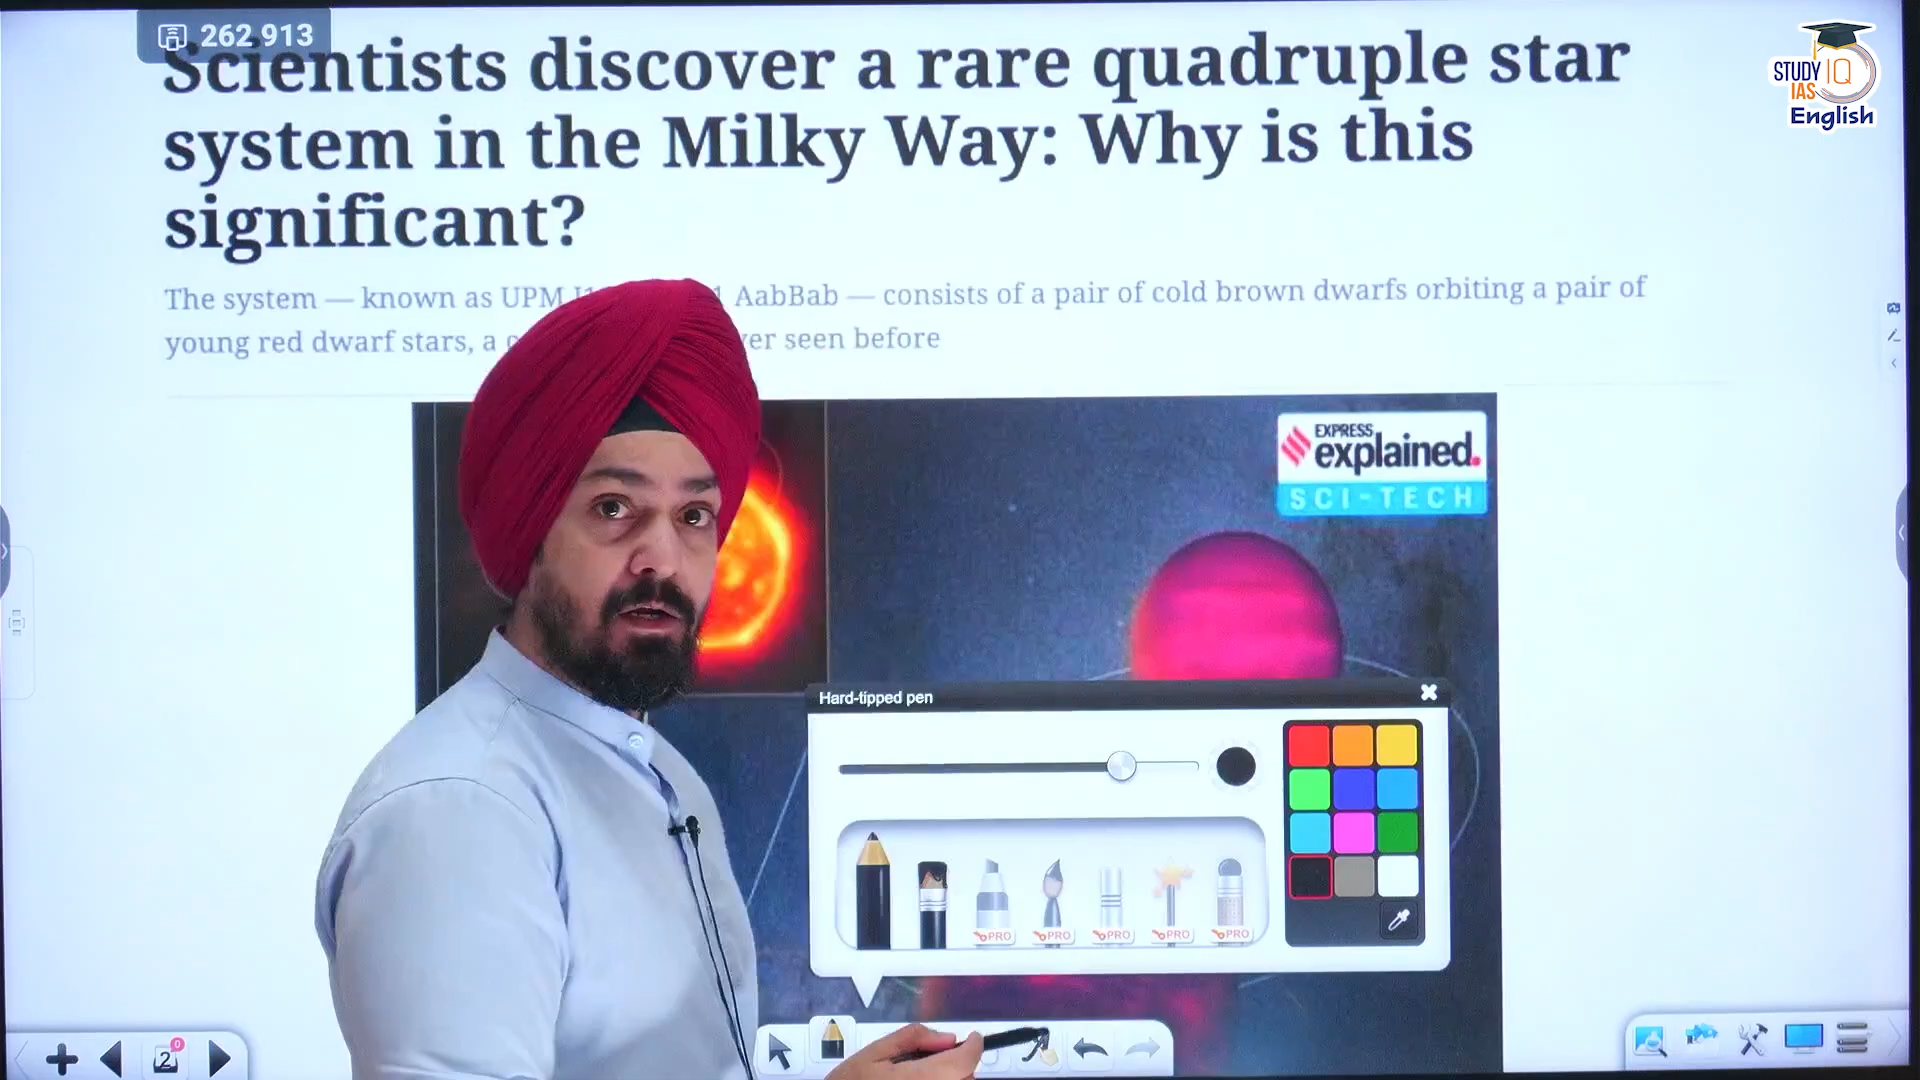 262 913
Scientists discover a rare quadruple star
system in the Milky Way: Why is this
significant?
STUDY IQ
IAS
English
The system — known as UPM AabBab — consists of a pair of cold brown dwarfs orbiting a pair of
young red dwarf stars, a seen before
EXPRESS
explained.
SCI-TECH
Hard-tipped pen
PRO PRO PRO PRO PRO
2
0